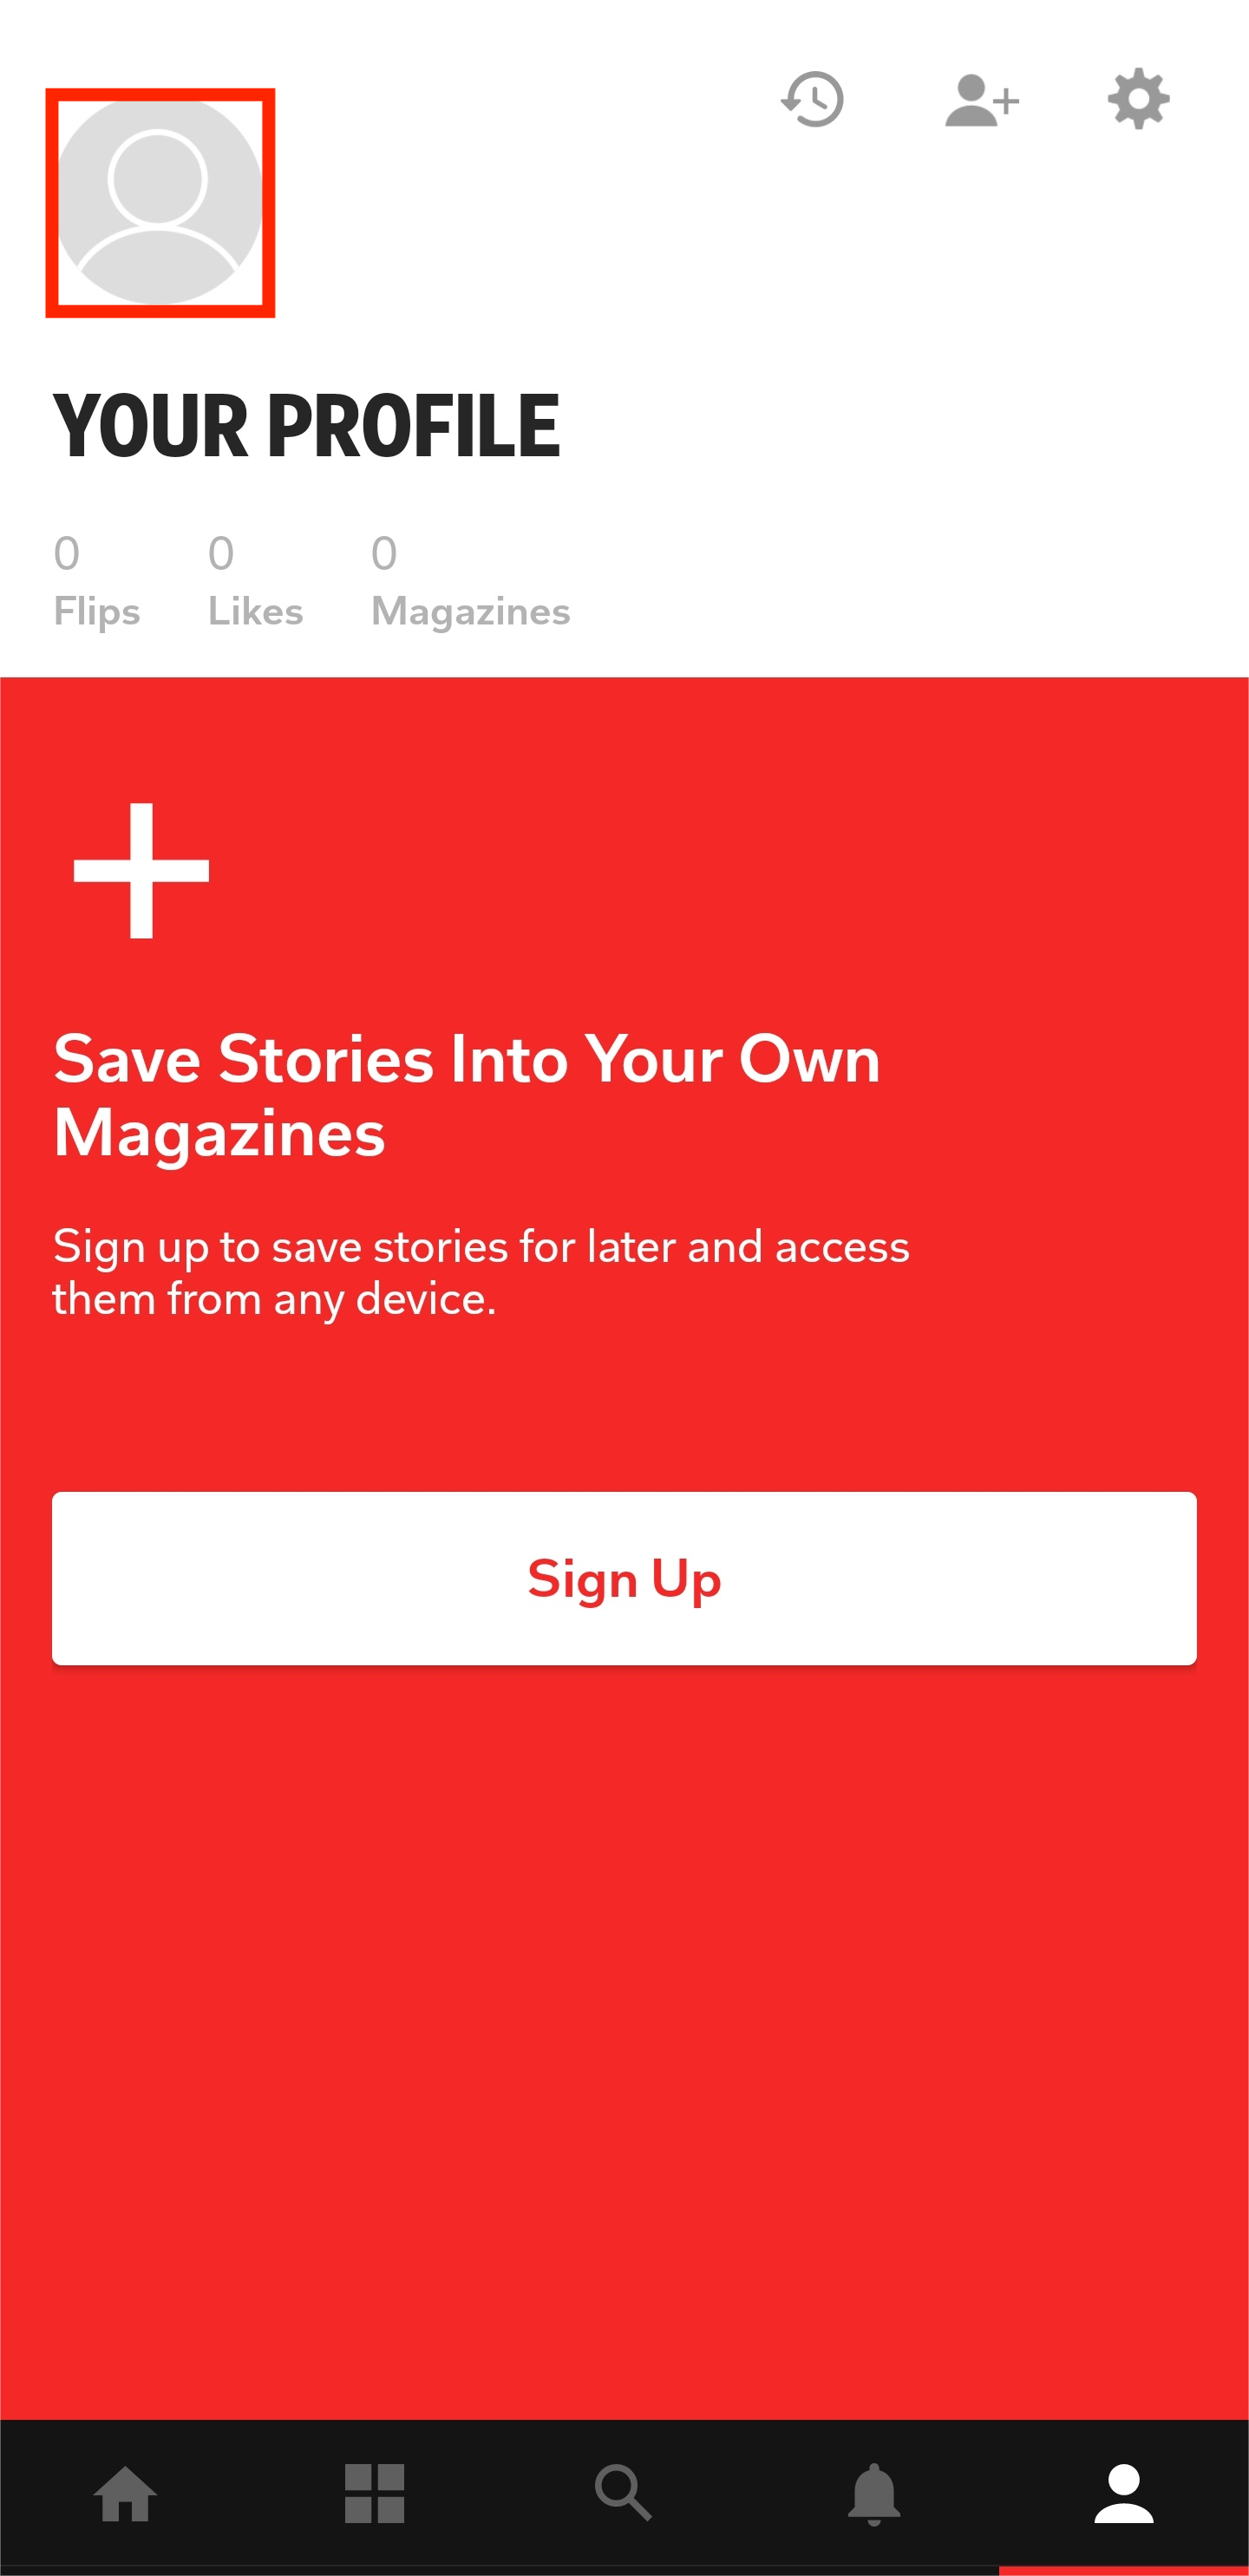 YOUR PROFILE
0 0 0
Flips Likes Magazines
Save Stories Into Your Own
Magazines
Sign up to save stories for later and access
them from any device.
Sign Up